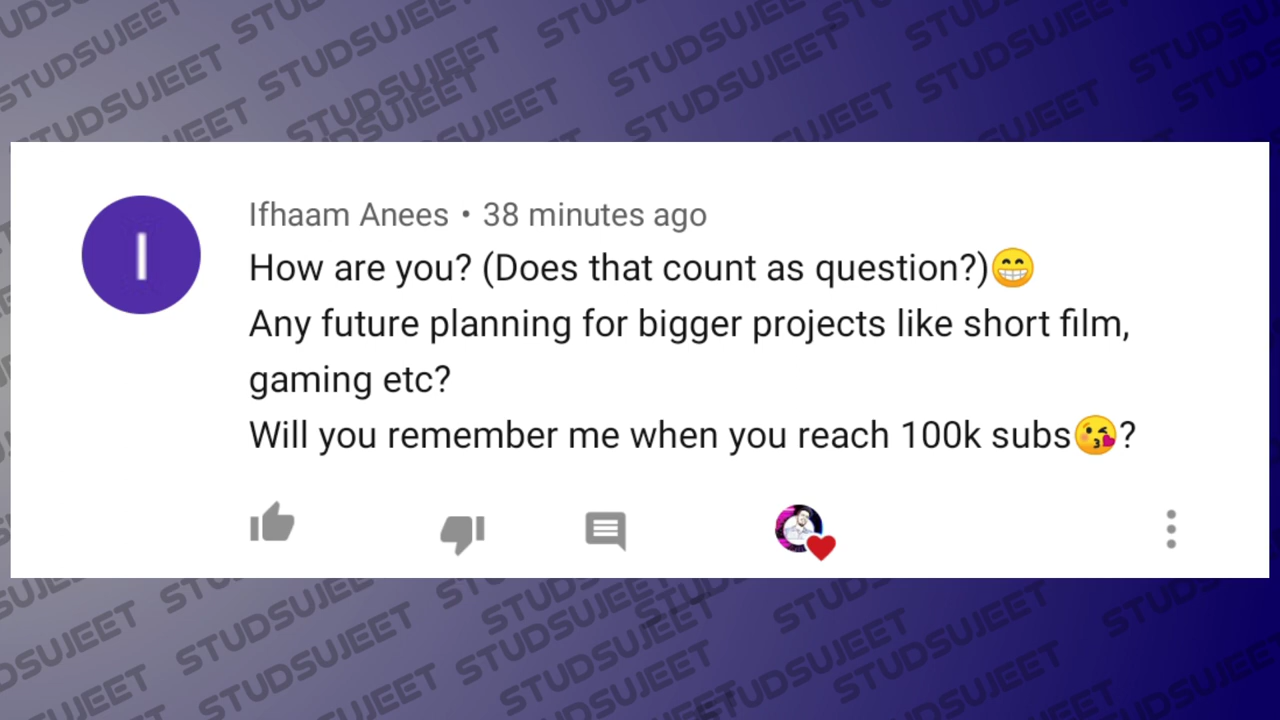 STUDSUJEET
I
Ifhaam Anees • 38 minutes ago
How are you? (Does that count as question?)😁
Any future planning for bigger projects like short film,
gaming etc?
Will you remember me when you reach 100k subs😘?